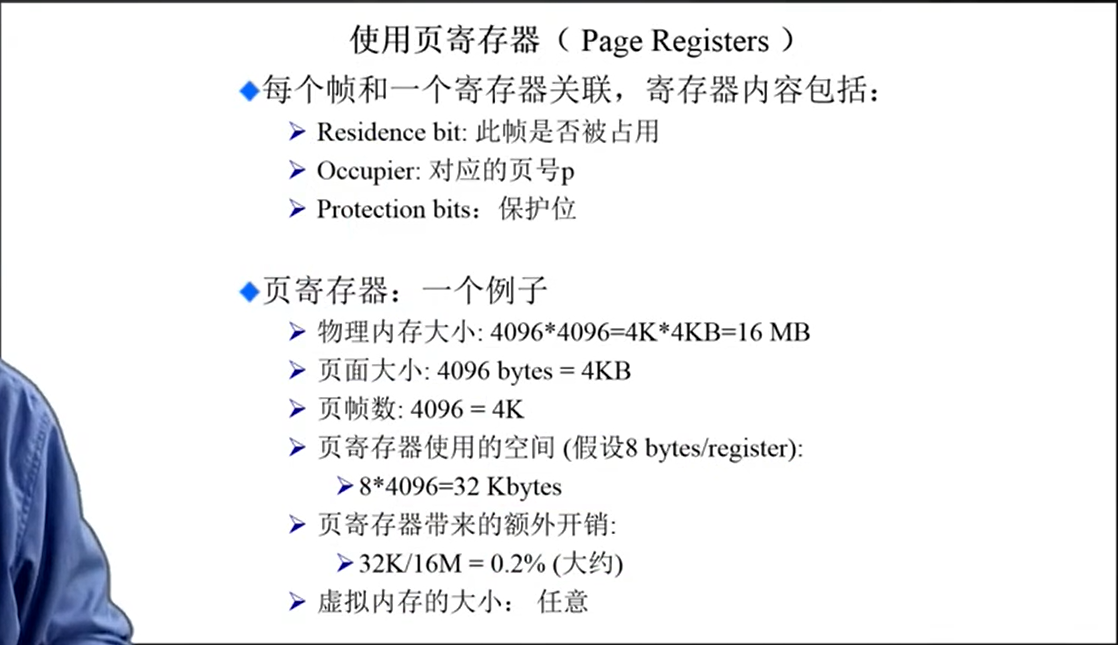 使用页寄存器（ Page Registers ）
每个帧和一个寄存器关联，寄存器内容包括：
Residence bit: 此帧是否被占用
Occupier: 对应的页号p
Protection bits：保护位
页寄存器：一个例子
物理内存大小: 4096*4096=4K*4KB=16 MB
页面大小: 4096 bytes = 4KB
页帧数: 4096 = 4K
页寄存器使用的空间 (假设8 bytes/register):
8*4096=32 Kbytes
页寄存器带来的额外开销:
32K/16M = 0.2% (大约)
虚拟内存的大小： 任意